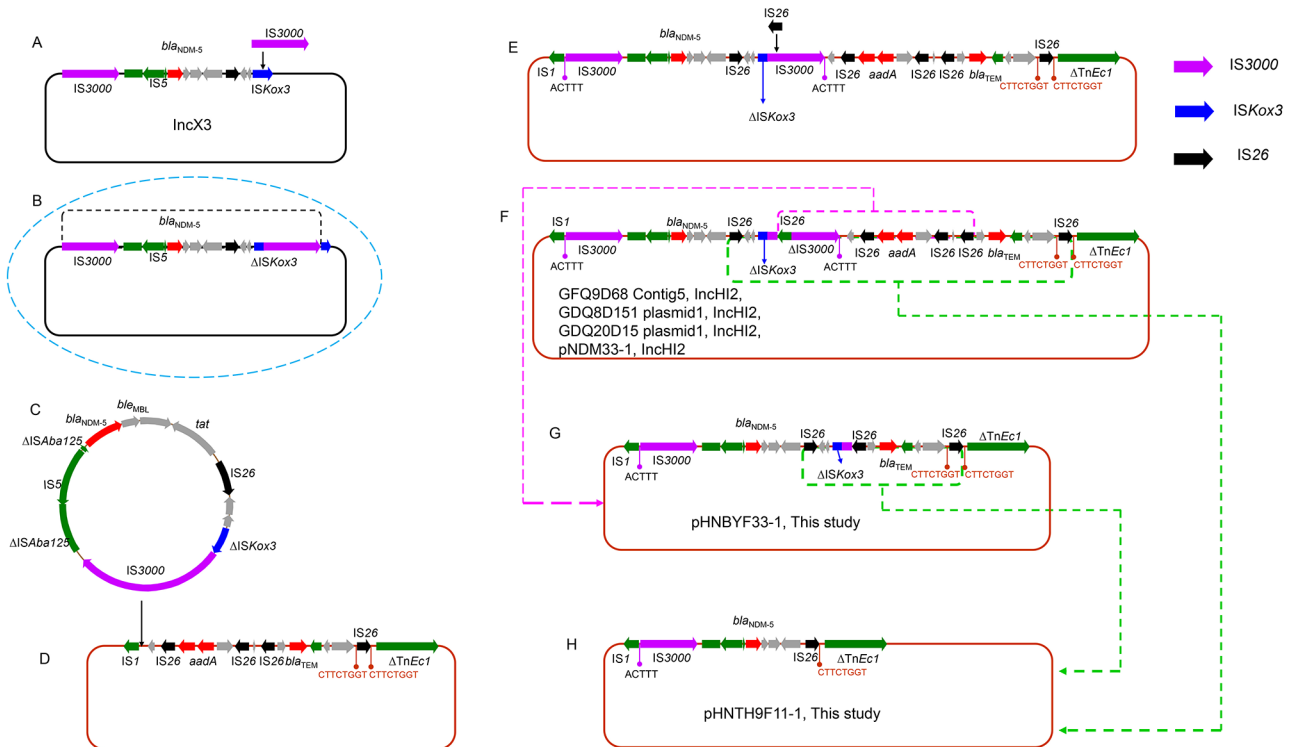 A
IS3000
blaNDM-5
IS3000
IS5
ISKox3
IncX3
B
blaNDM-5
IS3000
IS5
ΔISKox3
C
bleMBL
blaNDM-5
tat
ΔISAba125
IS26
IS5
ΔISAba125
ΔISKox3
IS3000
D
IS26
IS1
IS26
aadA
IS26
IS26
blaTEM
ΔTnEc1
CTTCTGGT
CTTCTGGT
E
IS26
blaNDM-5
IS26
IS1
IS3000
IS26
IS3000
IS26
aadA
IS26
IS26
blaTEM
ΔTnEc1
ACTTT
ACTTT
CTTCTGGT
CTTCTGGT
ΔISKox3
IS3000
ISKox3
IS26
F
IS1
blaNDM-5
IS26
IS26
IS26
IS3000
ΔIS3000
IS26
aadA
IS26
IS26
blaTEM
ΔTnEc1
ACTTT
ΔISKox3
ACTTT
CTTCTGGT
CTTCTGGT
GFQ9D68 Contig5, IncHI2,
GDQ8D151 plasmid1, IncHI2,
GDQ20D15 plasmid1, IncHI2,
pNDM33-1, IncHI2
G
blaNDM-5
IS26
IS26
IS26
ΔTnEc1
IS1
IS3000
blaTEM
ACTTT
ΔISKox3
CTTCTGGT
CTTCTGGT
pHNBYF33-1, This study
H
blaNDM-5
IS1
IS3000
IS26
ΔTnEc1
ACTTT
CTTCTGGT
pHNTH9F11-1, This study